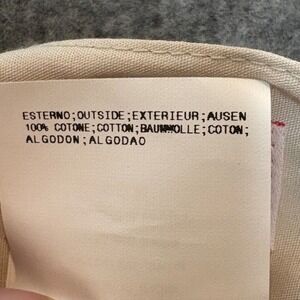 ESTERNO;OUTSIDE;EXTERIEUR;AUSEN
100% COTONE;COTTON;BAUMWOLLE;COTON;
ALGODON;ALGODAO